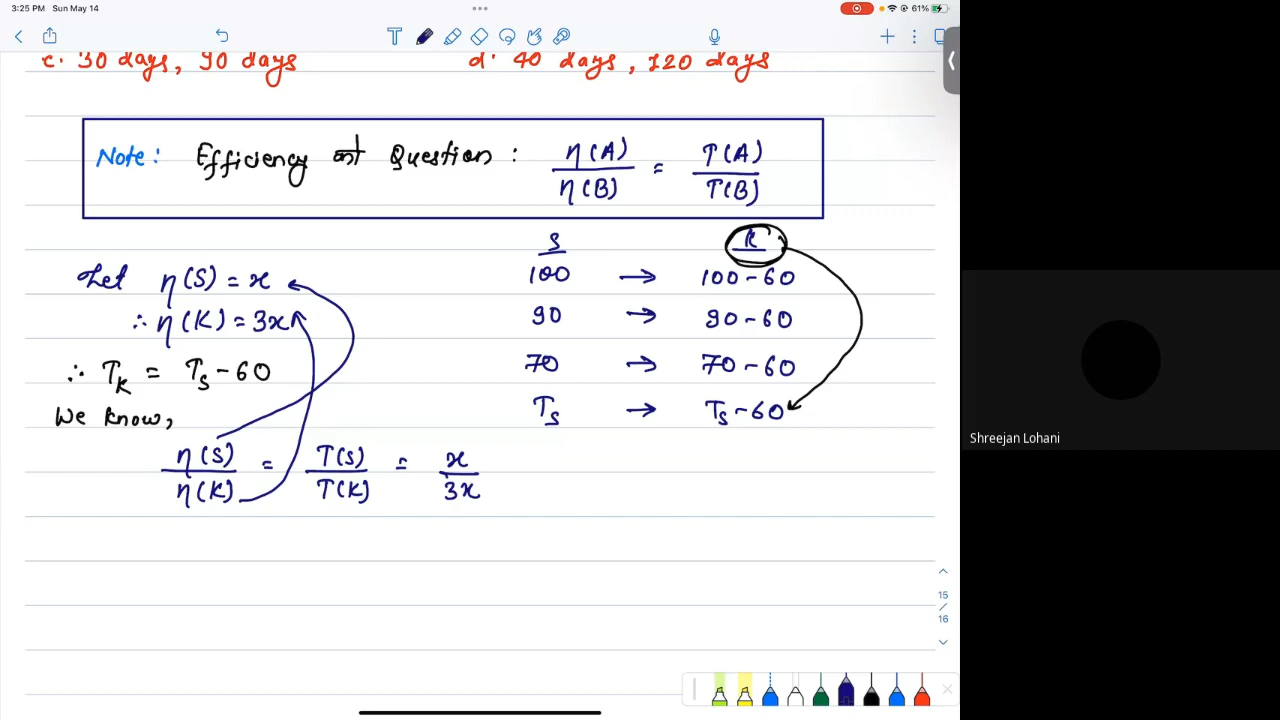 3:25 PM Sun May 14
61%
T
c. 30 days, 90 days
d. 40 days, 120 days
Note: Efficiency Question : η(A)/η(B) = T(A)/T(B)
S K
Let η(S) = x
100 → 100-60
∴ η(K) = 3x
90 → 90-60
∴ T_K = T_S - 60
70 → 70-60
We know,
T_S → T_S - 60
η(S)/η(K) = T(S)/T(K) = x/3x
Shreejan Lohani
15
/
16